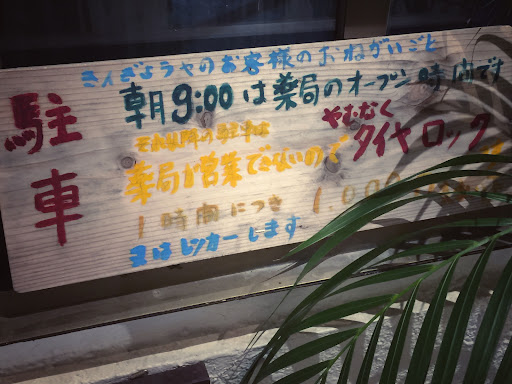 駐車
きんぎょうやのお客様のおねがいごと
朝9:00は薬局のオープン時間です
それ以降の駐車は
薬局が営業できないので
やむなく
タイヤロック
1時間につき 1,000
又はレッカーします